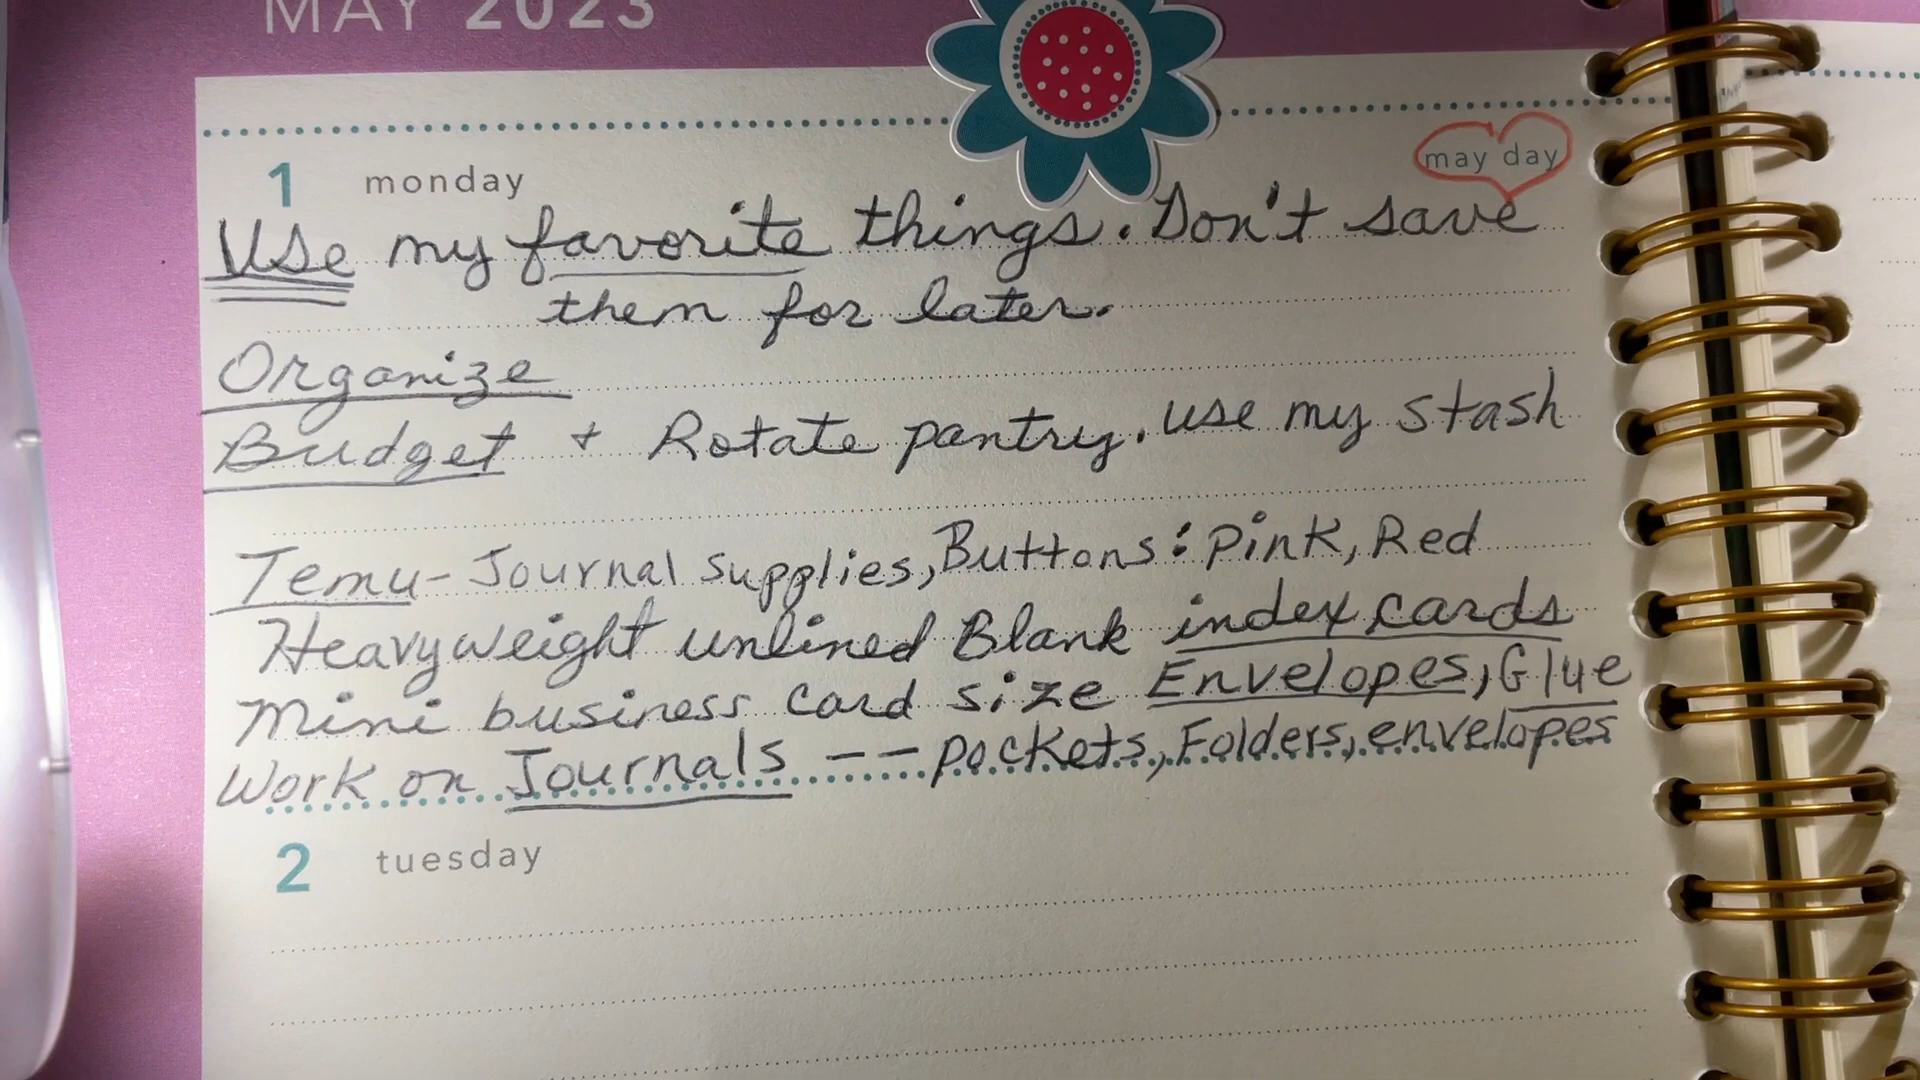 MAY 2023
may day
1 monday
Use my favorite things. Don't save
them for later.
Organize
Budget + Rotate pantry. use my stash
Temu - Journal supplies, Buttons: Pink, Red
Heavyweight unlined Blank index cards
Mini business card size Envelopes, Glue
Work on Journals -- pockets, Folders, envelopes
2 tuesday